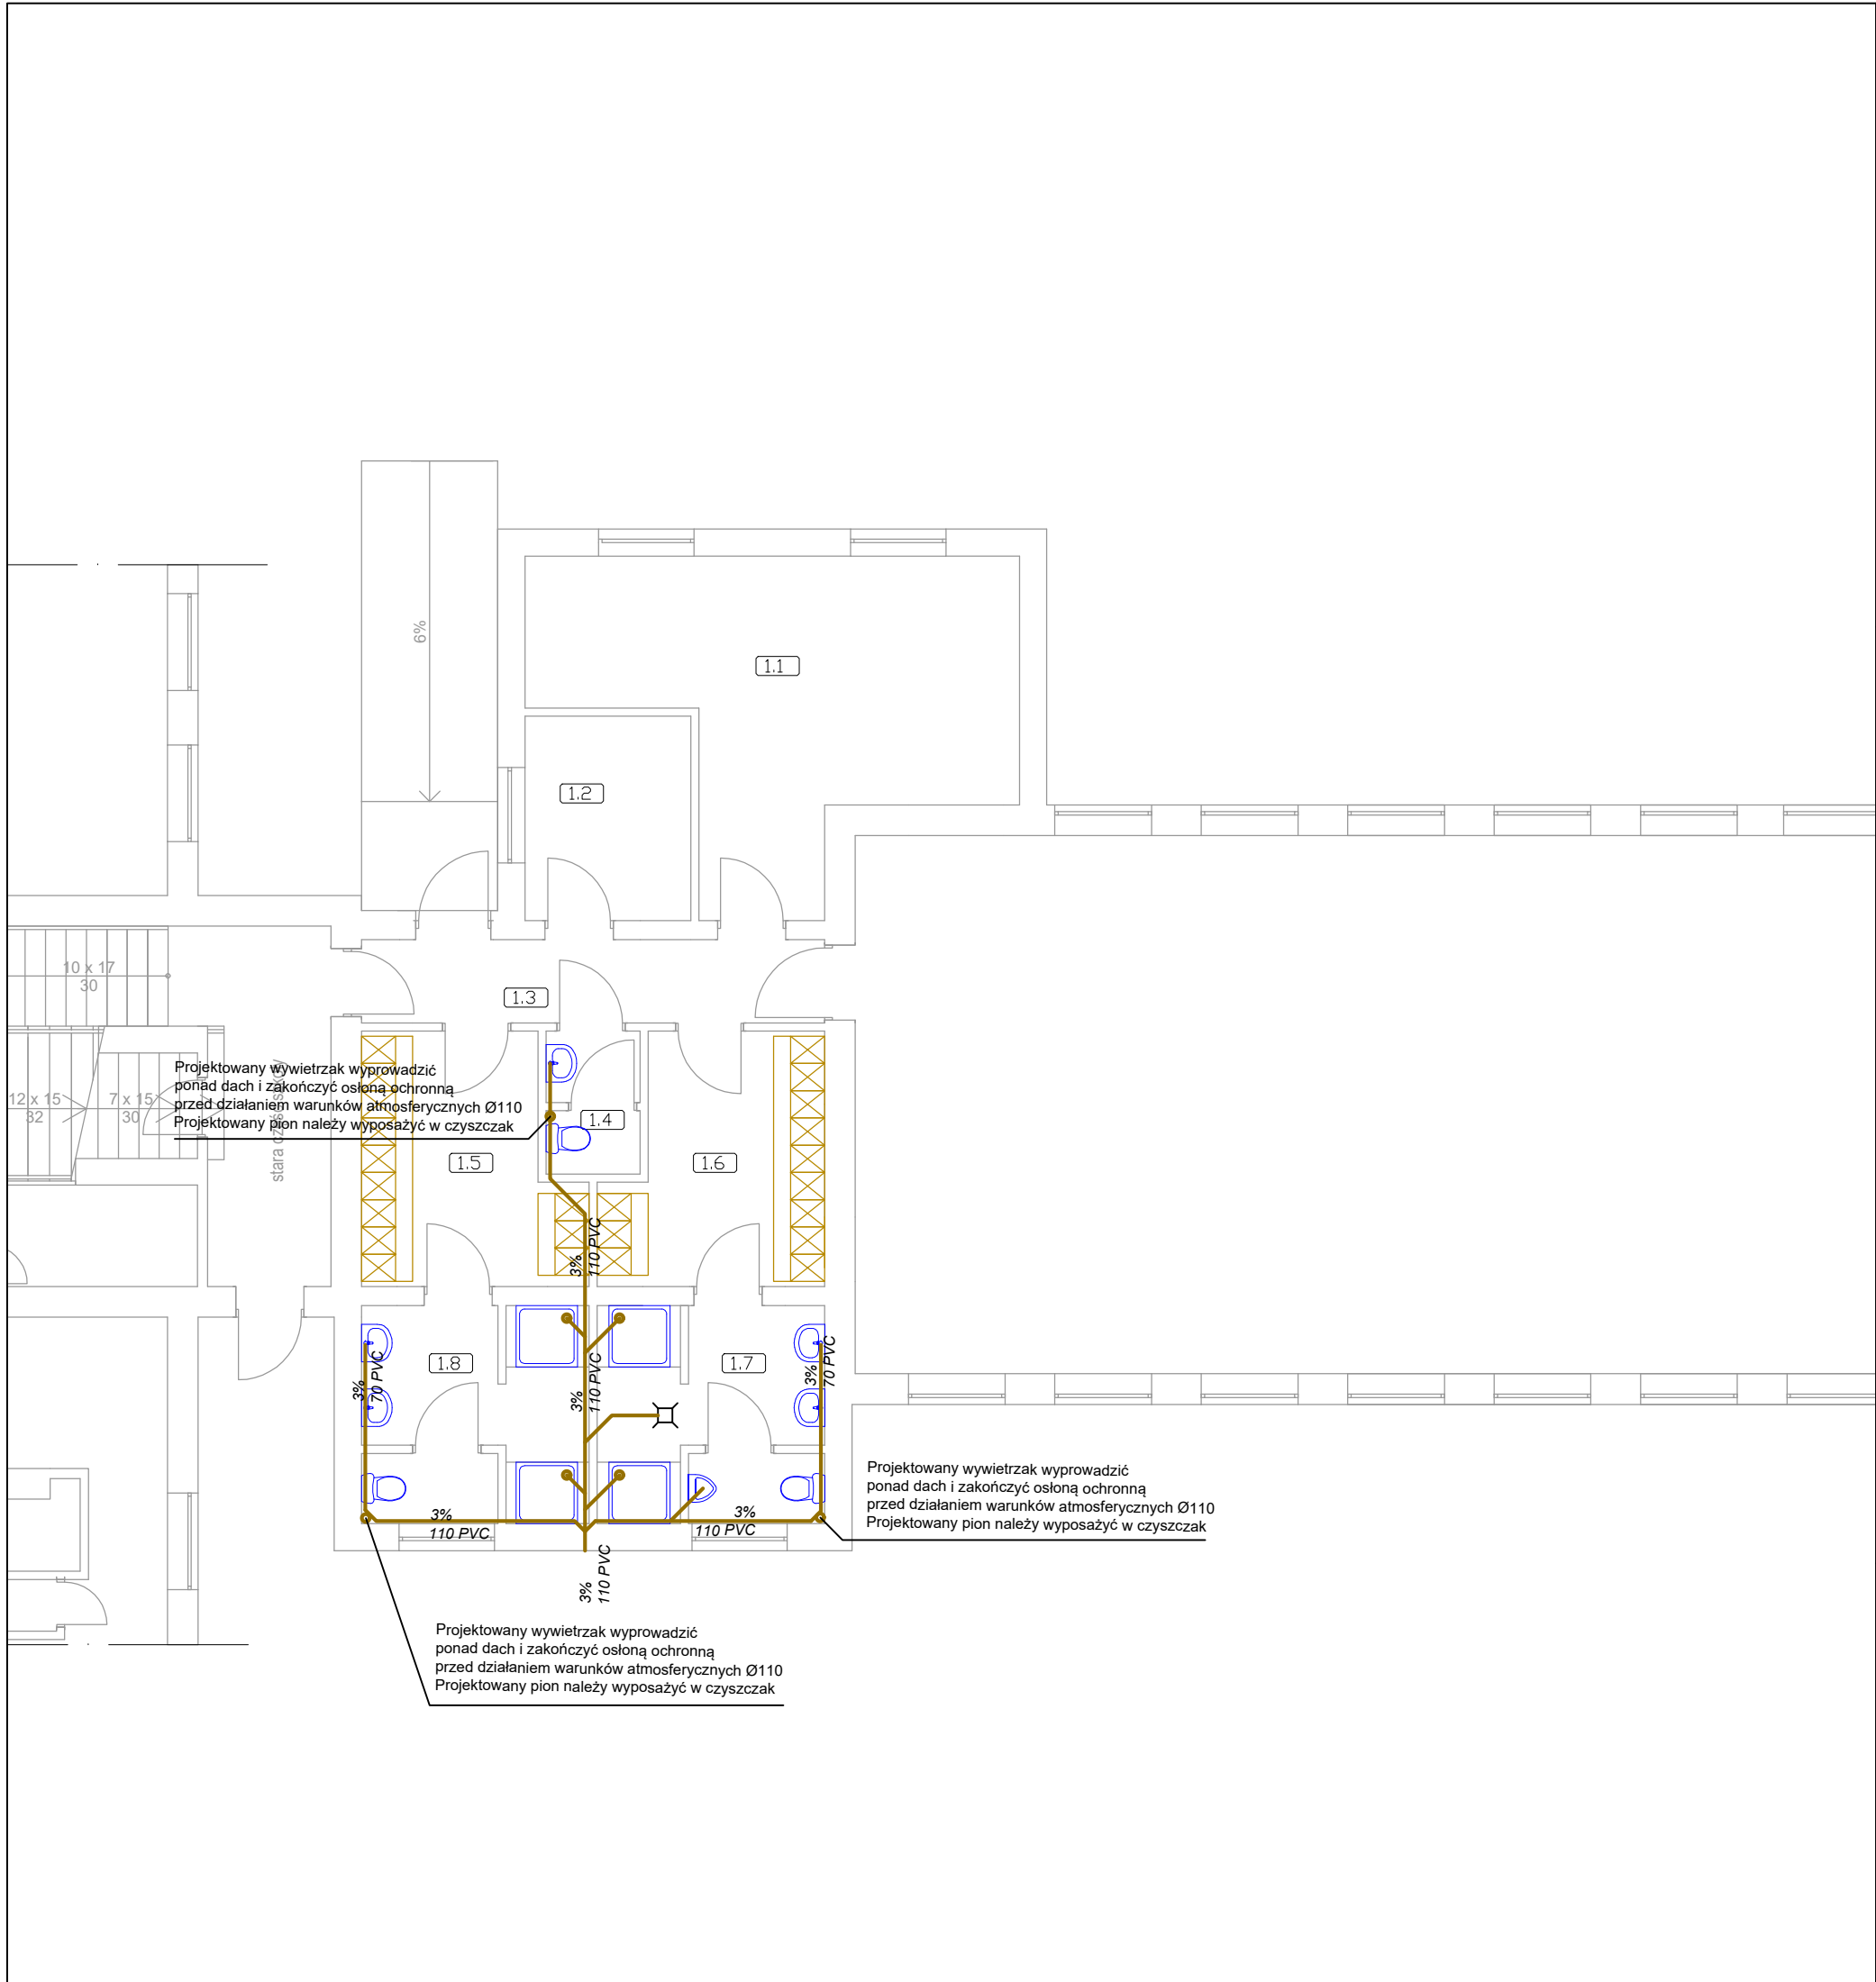 6%
1.1
1.2
10 x 17
30
1.3
12 x 15
32
7 x 15
30
Projektowany wywietrzak wyprowadzić
ponad dach i zakończyć osłoną ochronną
przed działaniem warunków atmosferycznych Ø110
Projektowany pion należy wyposażyć w czyszczak
stara część szkoły
1.4
1.5
1.6
3%
110 PVC
1.8
1.7
3%
70 PVC
3%
110 PVC
3%
70 PVC
3%
110 PVC
3%
110 PVC
3%
110 PVC
Projektowany wywietrzak wyprowadzić
ponad dach i zakończyć osłoną ochronną
przed działaniem warunków atmosferycznych Ø110
Projektowany pion należy wyposażyć w czyszczak
Projektowany wywietrzak wyprowadzić
ponad dach i zakończyć osłoną ochronną
przed działaniem warunków atmosferycznych Ø110
Projektowany pion należy wyposażyć w czyszczak